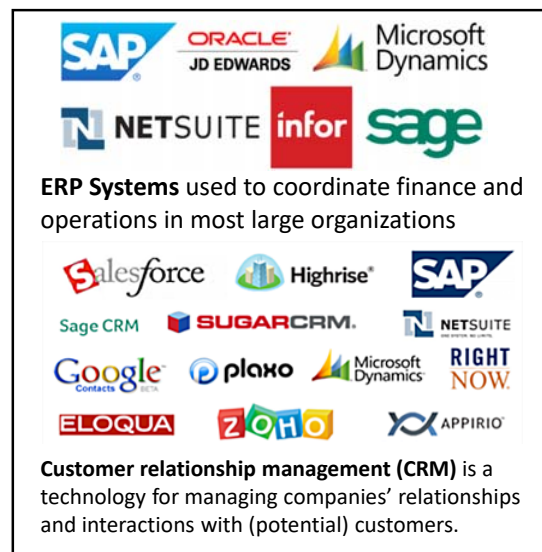 SAP
ORACLE
JD EDWARDS
Microsoft
Dynamics
NETSUITE
infor
sage
ERP Systems used to coordinate finance and
operations in most large organizations
Salesforce
Highrise
SAP
Sage CRM
SUGARCRM.
NETSUITE
Google
Contacts BETA
plaxo
Microsoft
Dynamics
RIGHT
NOW
ELOQUA
ZOHO
APPIRIO
Customer relationship management (CRM) is a
technology for managing companies’ relationships
and interactions with (potential) customers.